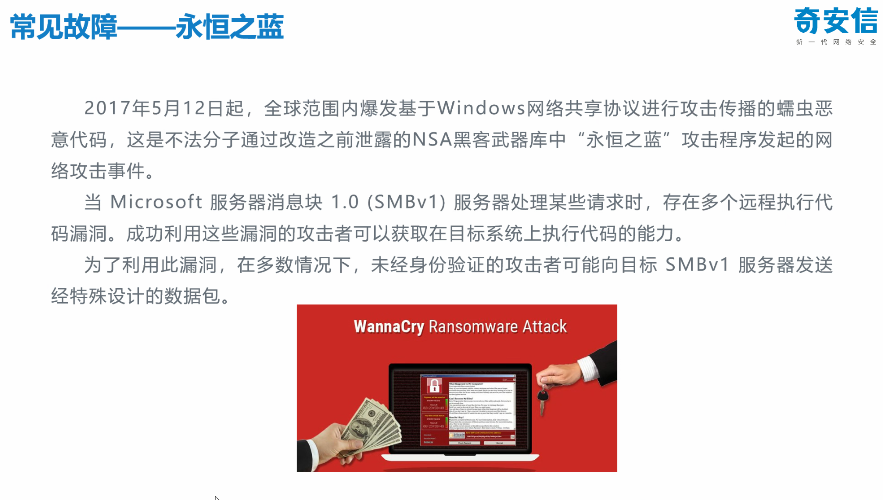 常见故障——永恒之蓝
奇安信
新一代网络安全
2017年5月12日起，全球范围内爆发基于Windows网络共享协议进行攻击传播的蠕虫恶
意代码，这是不法分子通过改造之前泄露的NSA黑客武器库中“永恒之蓝”攻击程序发起的网
络攻击事件。
当 Microsoft 服务器消息块 1.0 (SMBv1) 服务器处理某些请求时，存在多个远程执行代
码漏洞。成功利用这些漏洞的攻击者可以获取在目标系统上执行代码的能力。
为了利用此漏洞，在多数情况下，未经身份验证的攻击者可能向目标 SMBv1 服务器发送
经特殊设计的数据包。
WannaCry Ransomware Attack